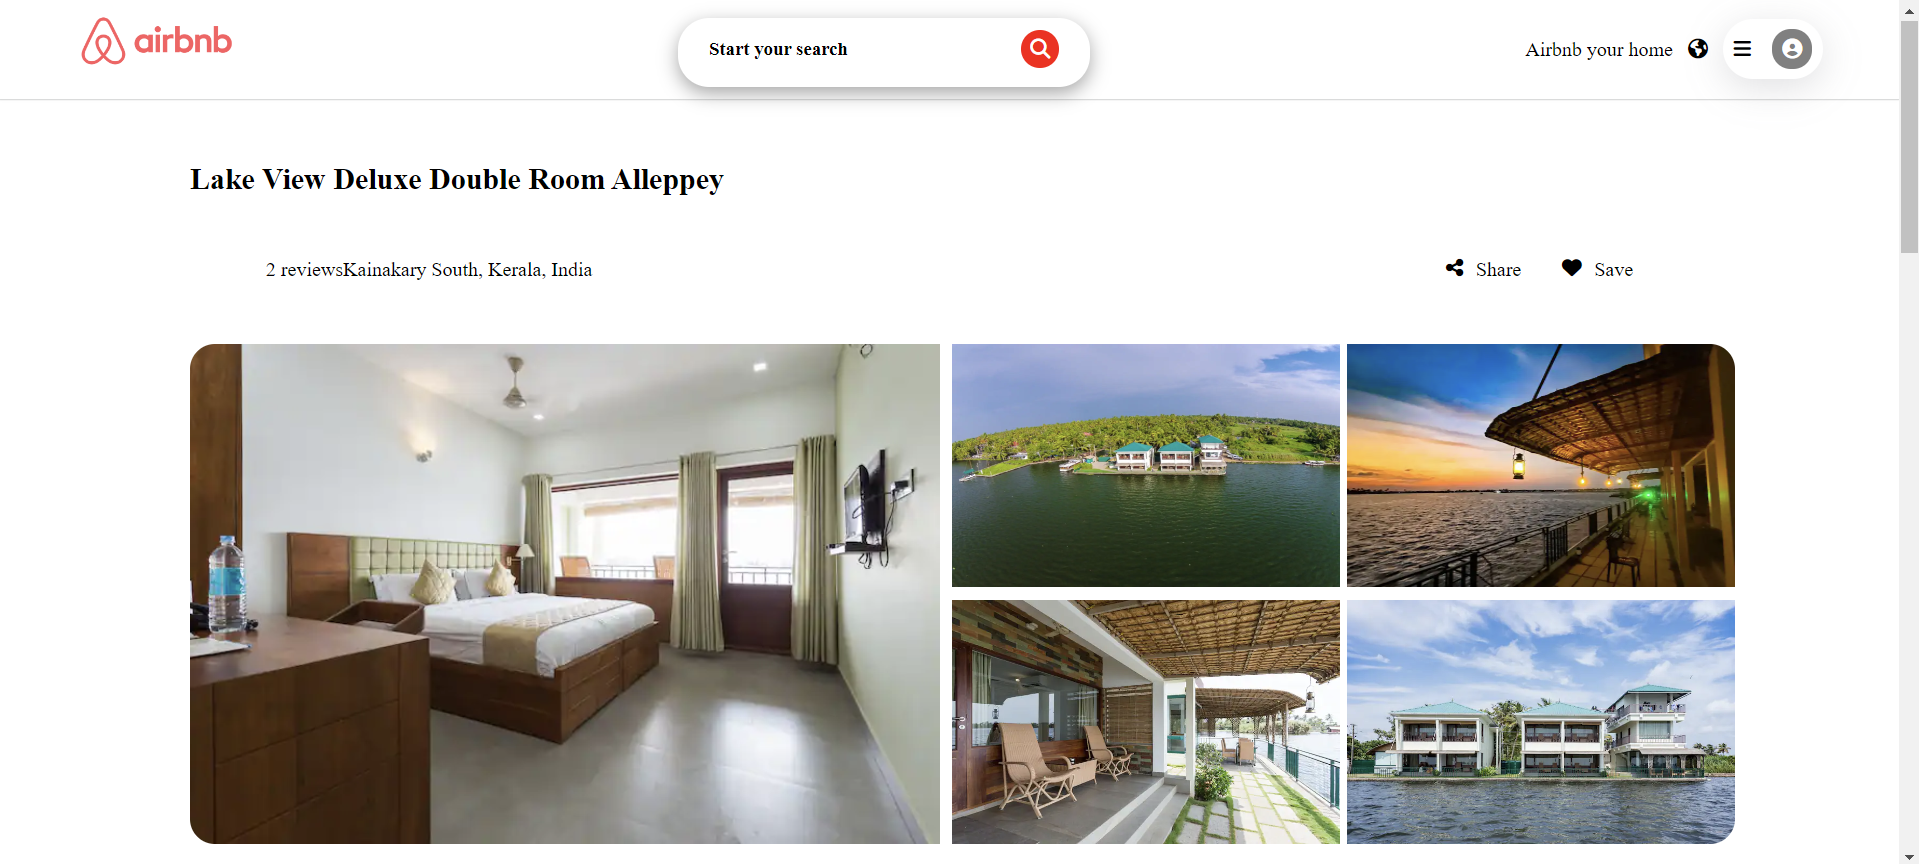 airbnb
Start your search
Airbnb your home
Lake View Deluxe Double Room Alleppey
2 reviewsKainakary South, Kerala, India
Share
Save